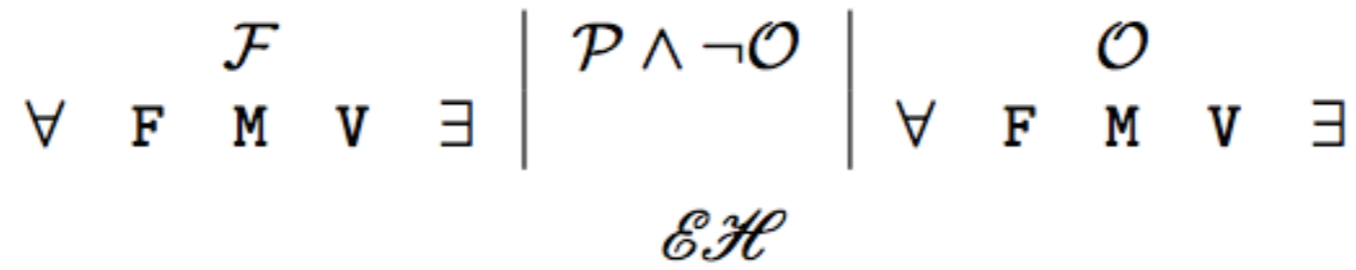 ℱ | 𝒫 ∧ ¬𝒪 | 𝒪
∀ F M V ∃ | | ∀ F M V ∃
ℰℋ